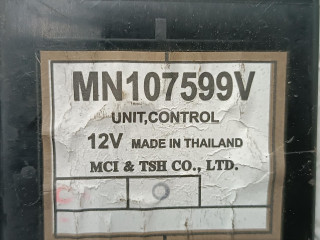 MN107599V
UNIT,CONTROL
12V MADE IN THAILAND
MCI & TSH CO., LTD.